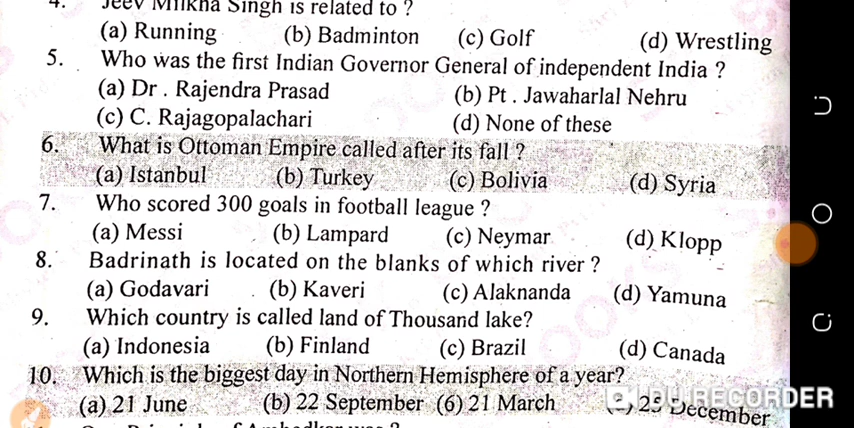 4. Jeev Milkha Singh is related to ?
(a) Running (b) Badminton (c) Golf (d) Wrestling
5. Who was the first Indian Governor General of independent India ?
(a) Dr . Rajendra Prasad (b) Pt . Jawaharlal Nehru
(c) C. Rajagopalachari (d) None of these
6. What is Ottoman Empire called after its fall ?
(a) Istanbul (b) Turkey (c) Bolivia (d) Syria
7. Who scored 300 goals in football league ?
(a) Messi (b) Lampard (c) Neymar (d) Klopp
8. Badrinath is located on the blanks of which river ?
(a) Godavari (b) Kaveri (c) Alaknanda (d) Yamuna
9. Which country is called land of Thousand lake?
(a) Indonesia (b) Finland (c) Brazil (d) Canada
10. Which is the biggest day in Northern Hemisphere of a year?
(a) 21 June (b) 22 September (6) 21 March 25 December
DU RECORDER